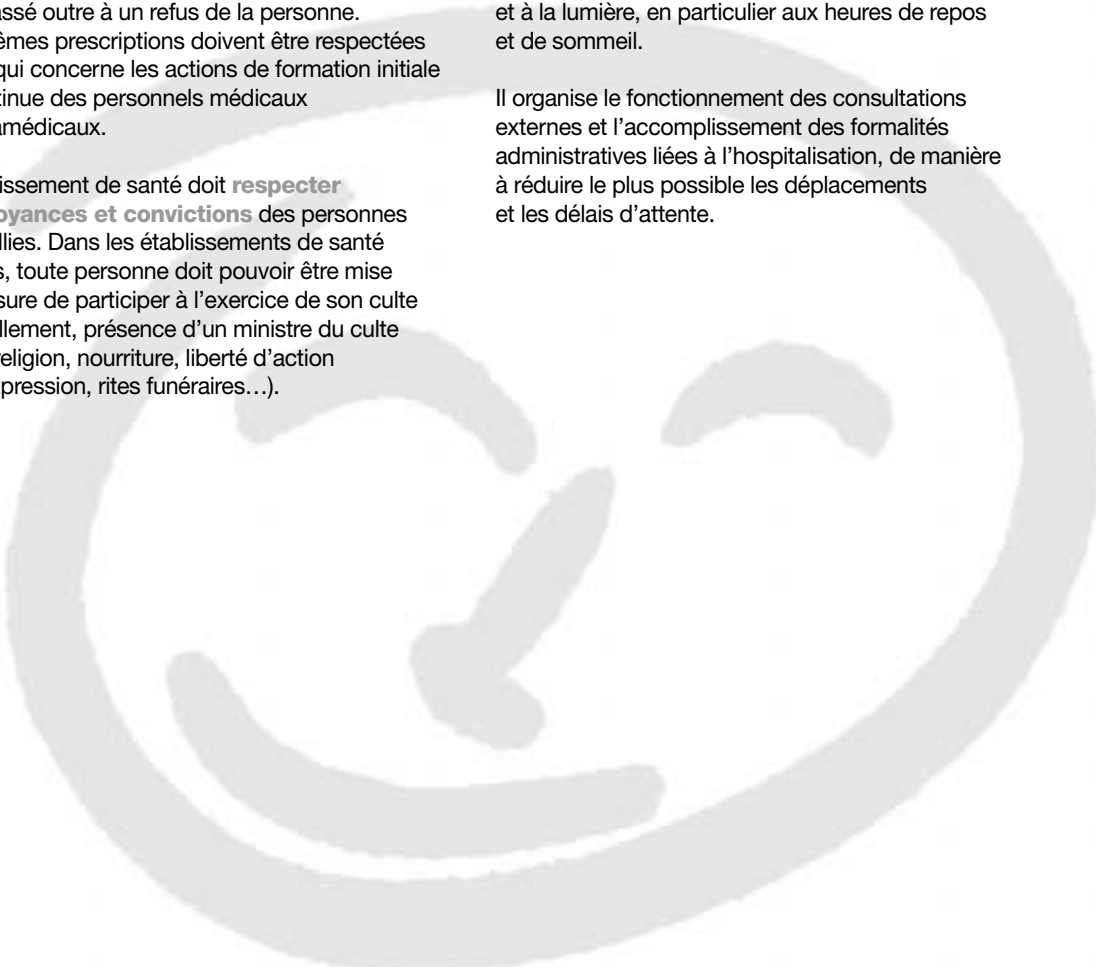 assé outre à un refus de la personne.
êmes prescriptions doivent être respectées
qui concerne les actions de formation initiale
tinue des personnels médicaux
amédicaux.
issement de santé doit respecter
oyances et convictions des personnes
llies. Dans les établissements de santé
s, toute personne doit pouvoir être mise
sure de participer à l’exercice de son culte
llement, présence d’un ministre du culte
religion, nourriture, liberté d’action
xpression, rites funéraires…).
et à la lumière, en particulier aux heures de repos
et de sommeil.
Il organise le fonctionnement des consultations
externes et l’accomplissement des formalités
administratives liées à l’hospitalisation, de manière
à réduire le plus possible les déplacements
et les délais d’attente.